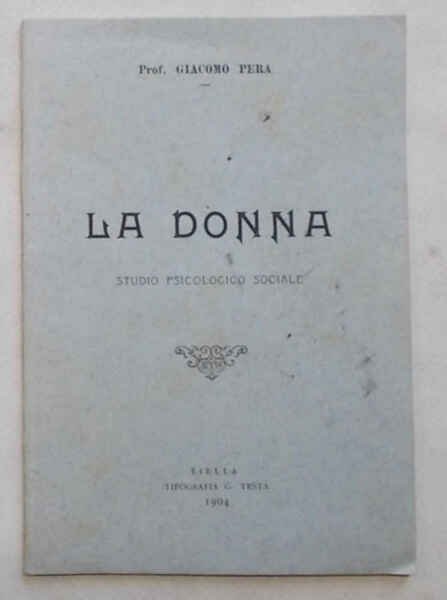 Prof. GIACOMO PERA
LA DONNA
STUDIO PSICOLOGICO SOCIALE
BIELLA
TIPOGRAFIA G. TESTA
1904